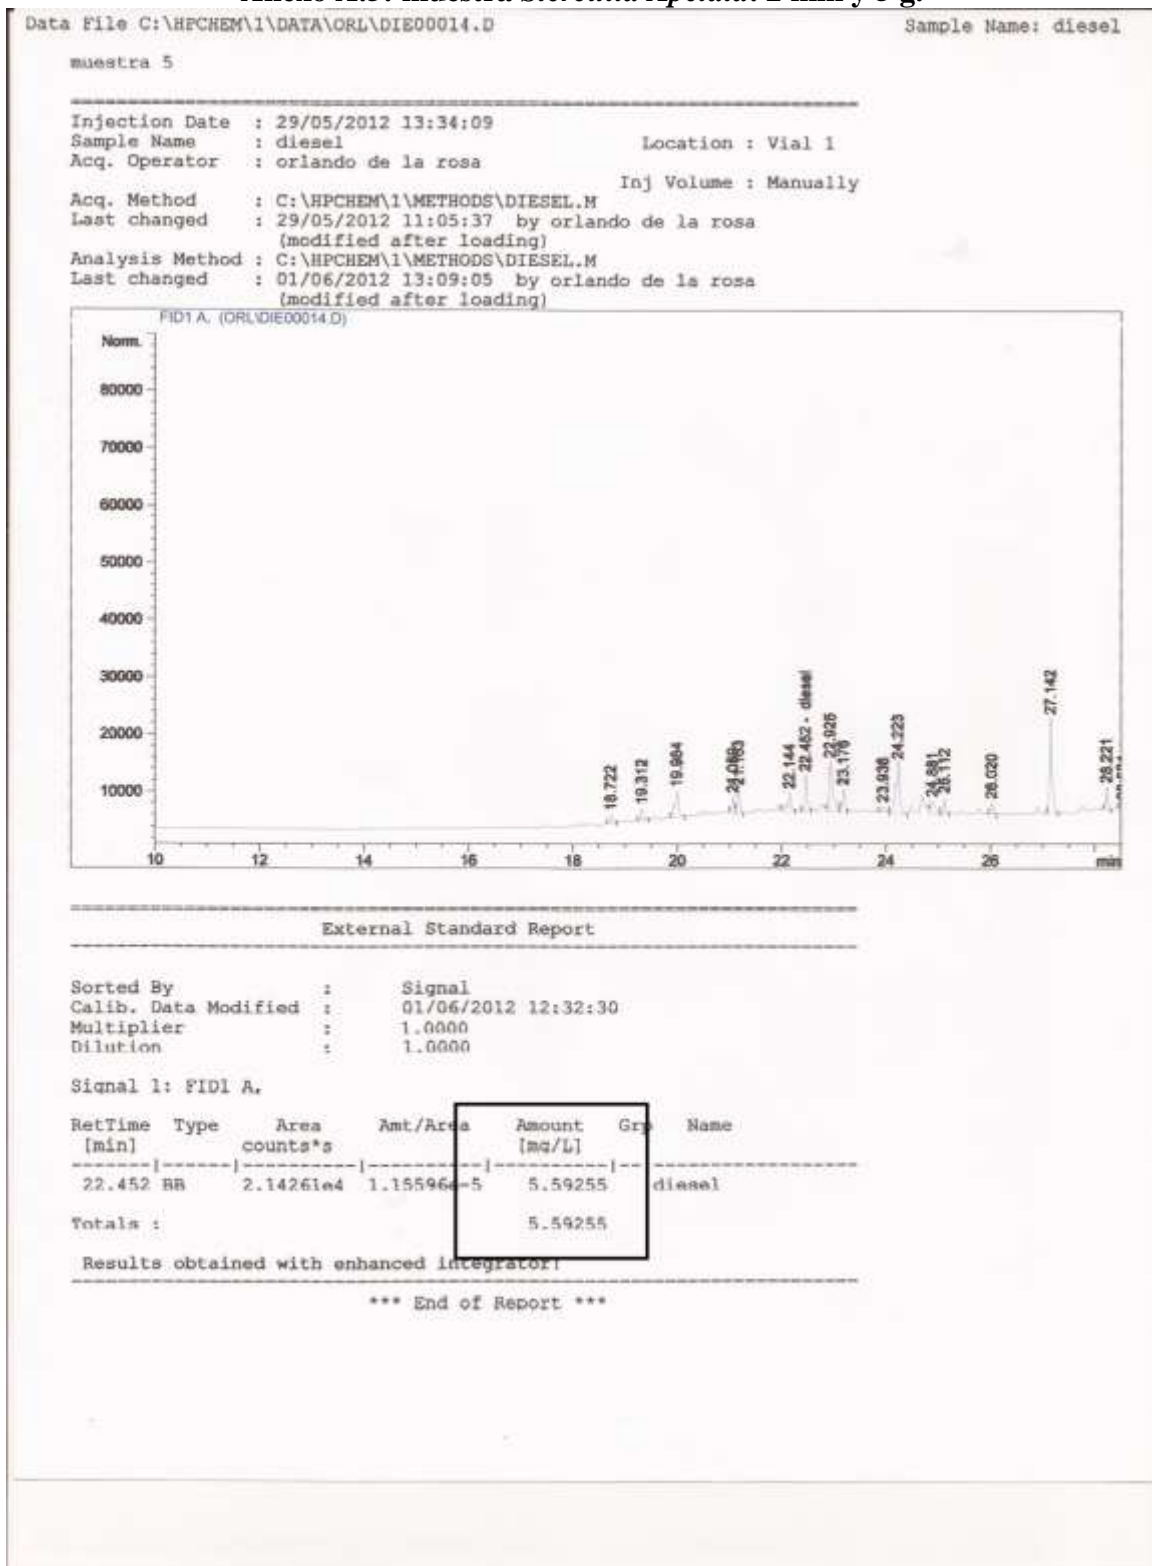 Data File C:\HPCHEM\1\DATA\ORL\DIE00014.D Sample Name: diesel
muestra 5
Injection Date : 29/05/2012 13:34:09
Sample Name : diesel Location : Vial 1
Acq. Operator : orlando de la rosa
Inj Volume : Manually
Acq. Method : C:\HPCHEM\1\METHODS\DIESEL.M
Last changed : 29/05/2012 11:05:37 by orlando de la rosa
(modified after loading)
Analysis Method : C:\HPCHEM\1\METHODS\DIESEL.M
Last changed : 01/06/2012 13:09:05 by orlando de la rosa
(modified after loading)
FID1 A, (ORL\DIE00014.D)
Norm.
80000
70000
60000
50000
40000
30000
20000
10000
18.722
19.312
19.984
22.144
22.452 - diesel
22.925
23.176
23.938
24.223
24.881
25.112
26.020
27.142
28.221
10 12 14 16 18 20 22 24 26 min
External Standard Report
Sorted By : Signal
Calib. Data Modified : 01/06/2012 12:32:30
Multiplier : 1.0000
Dilution : 1.0000
Signal 1: FID1 A,
RetTime Type Area Amt/Area Amount Grp Name
[min] counts*s [mg/L]
-------|------|----------|----------|----------|--|------------------
22.452 BB 2.14261e4 1.15596e-5 5.59255 diesel
Totals : 5.59255
Results obtained with enhanced integrator!
*** End of Report ***